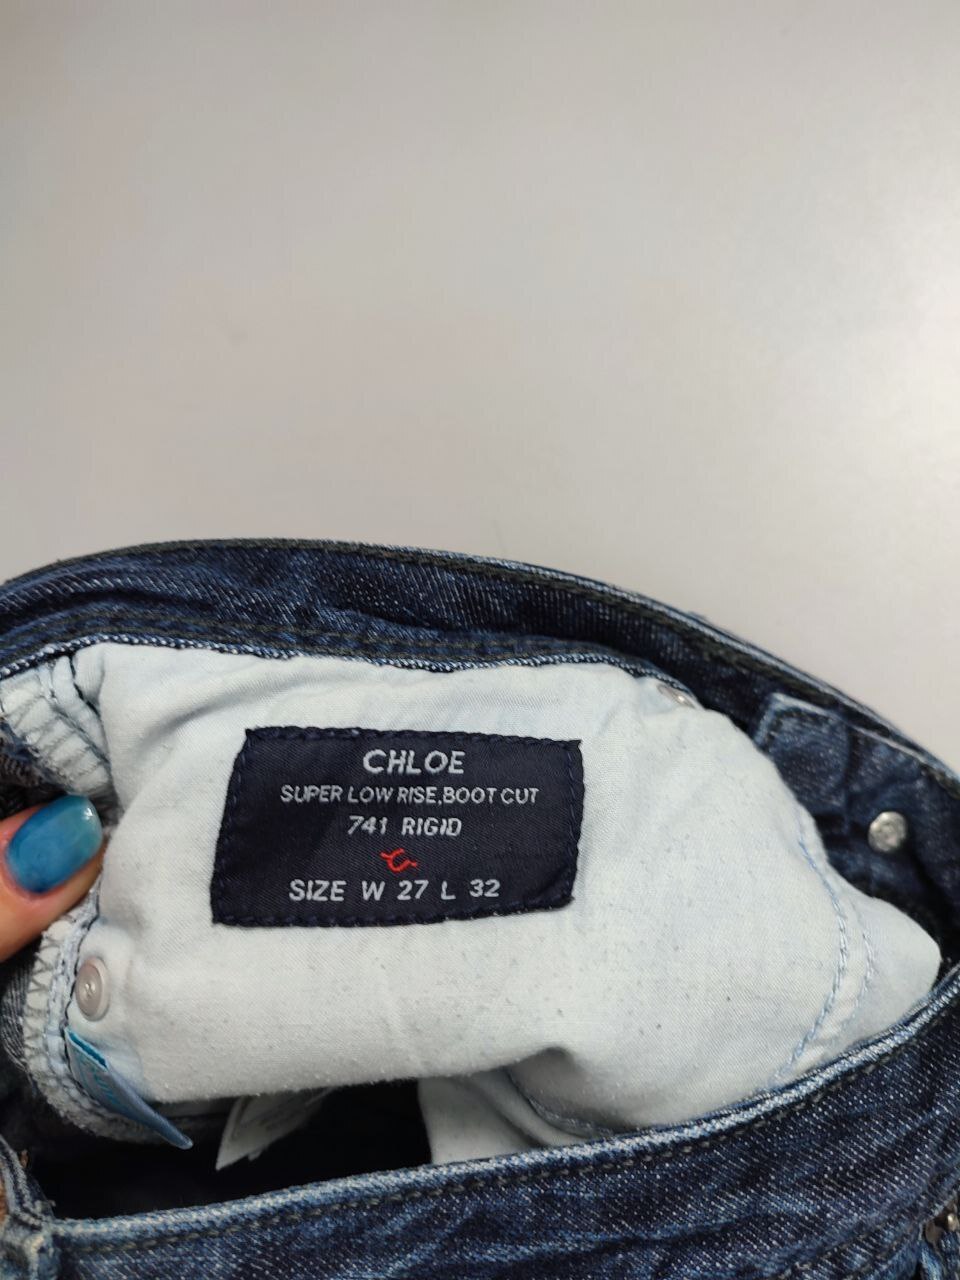 CHLOE
SUPER LOW RISE,BOOT CUT
741 RIGID
SIZE W 27 L 32